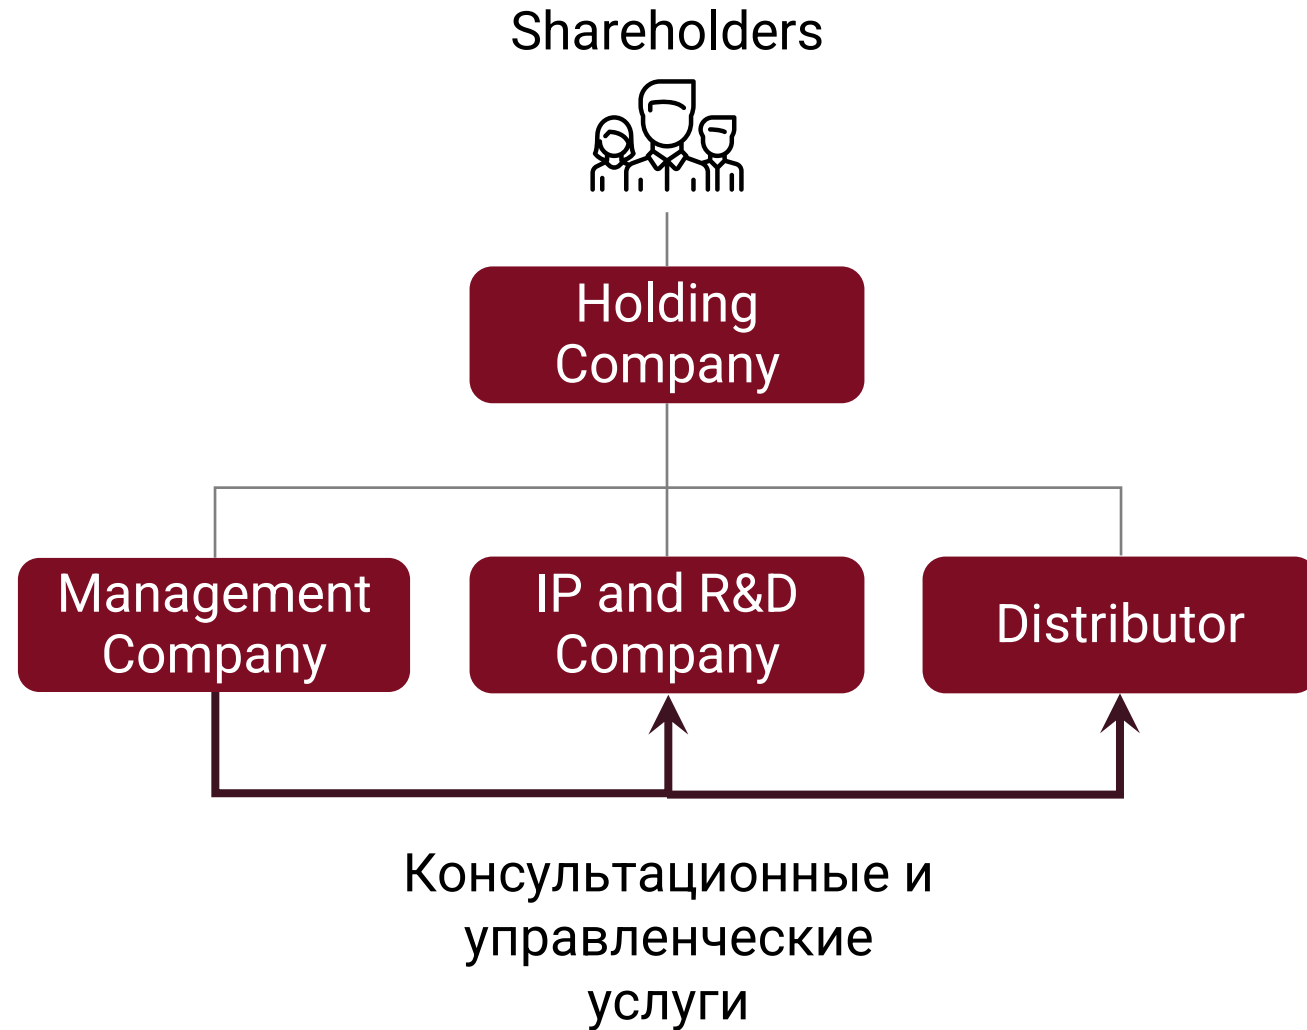 Shareholders
Holding
Company
Management
Company
IP and R&D
Company
Distributor
Консультационные и
управленческие
услуги